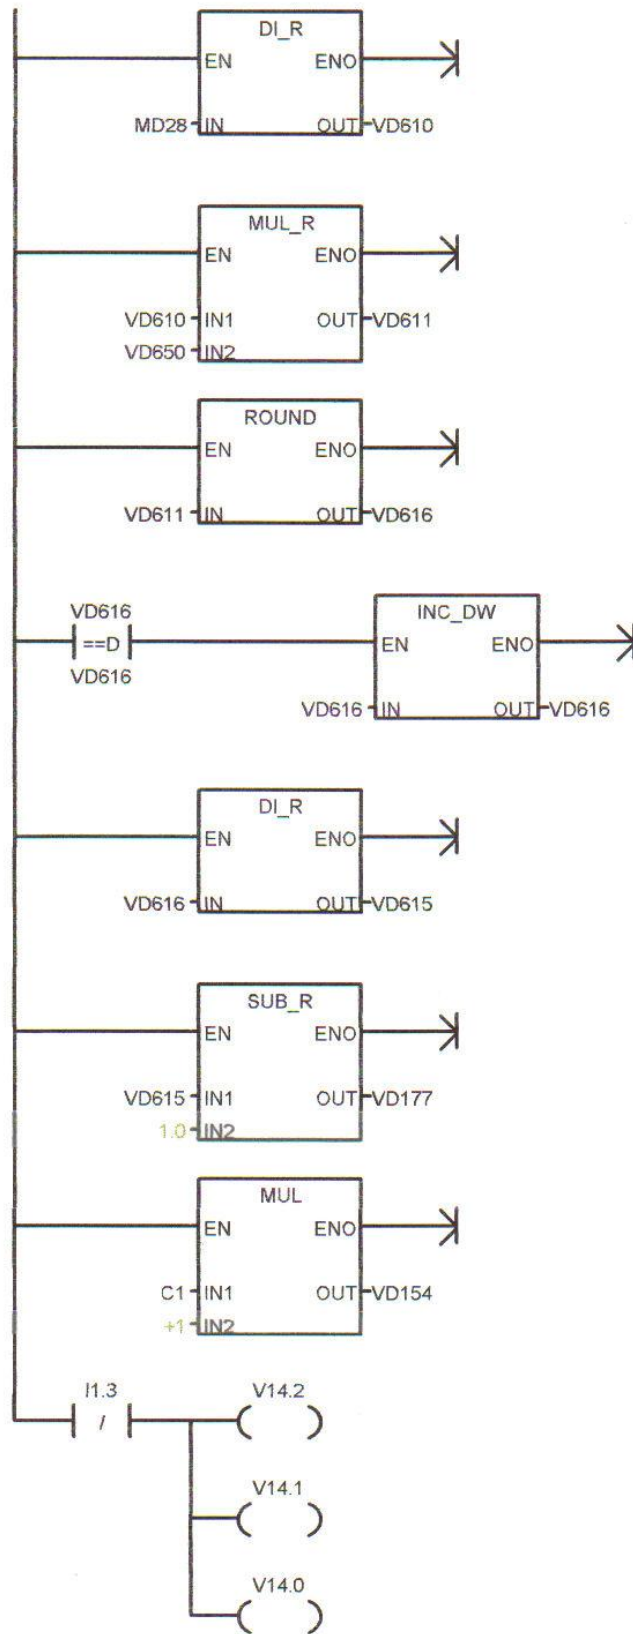 DI_R
EN ENO
MD28 IN OUT VD610
MUL_R
EN ENO
VD610 IN1 OUT VD611
VD650 IN2
ROUND
EN ENO
VD611 IN OUT VD616
VD616
==D
VD616
INC_DW
EN ENO
VD616 IN OUT VD616
DI_R
EN ENO
VD616 IN OUT VD615
SUB_R
EN ENO
VD615 IN1 OUT VD177
1.0 IN2
MUL
EN ENO
C1 IN1 OUT VD154
+1 IN2
I1.3
/
V14.2
V14.1
V14.0